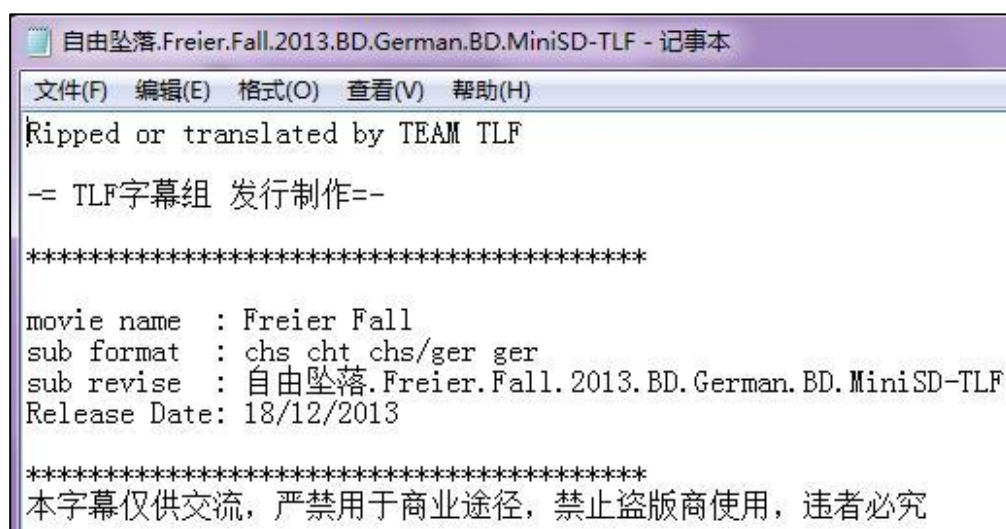 自由坠落.Freier.Fall.2013.BD.German.BD.MiniSD-TLF - 记事本
文件(F) 编辑(E) 格式(O) 查看(V) 帮助(H)
Ripped or translated by TEAM TLF
-= TLF字幕组 发行制作=-
****************************************
movie name  : Freier Fall
sub format  : chs cht chs/ger ger
sub revise  : 自由坠落.Freier.Fall.2013.BD.German.BD.MiniSD-TLF
Release Date: 18/12/2013
****************************************
本字幕仅供交流，严禁用于商业途径，禁止盗版商使用，违者必究